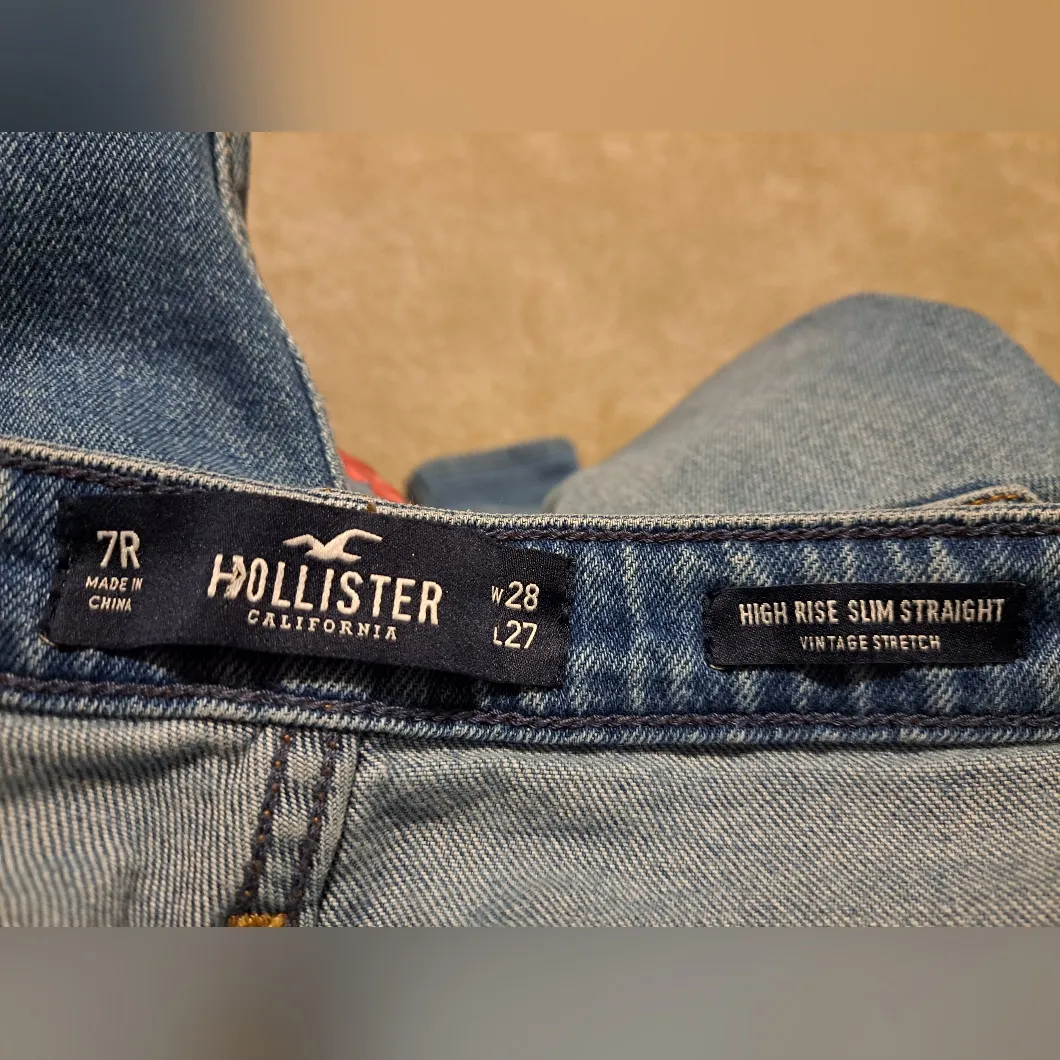 7R
MADE IN
CHINA
HOLLISTER
CALIFORNIA
W28
L27
HIGH RISE SLIM STRAIGHT
VINTAGE STRETCH